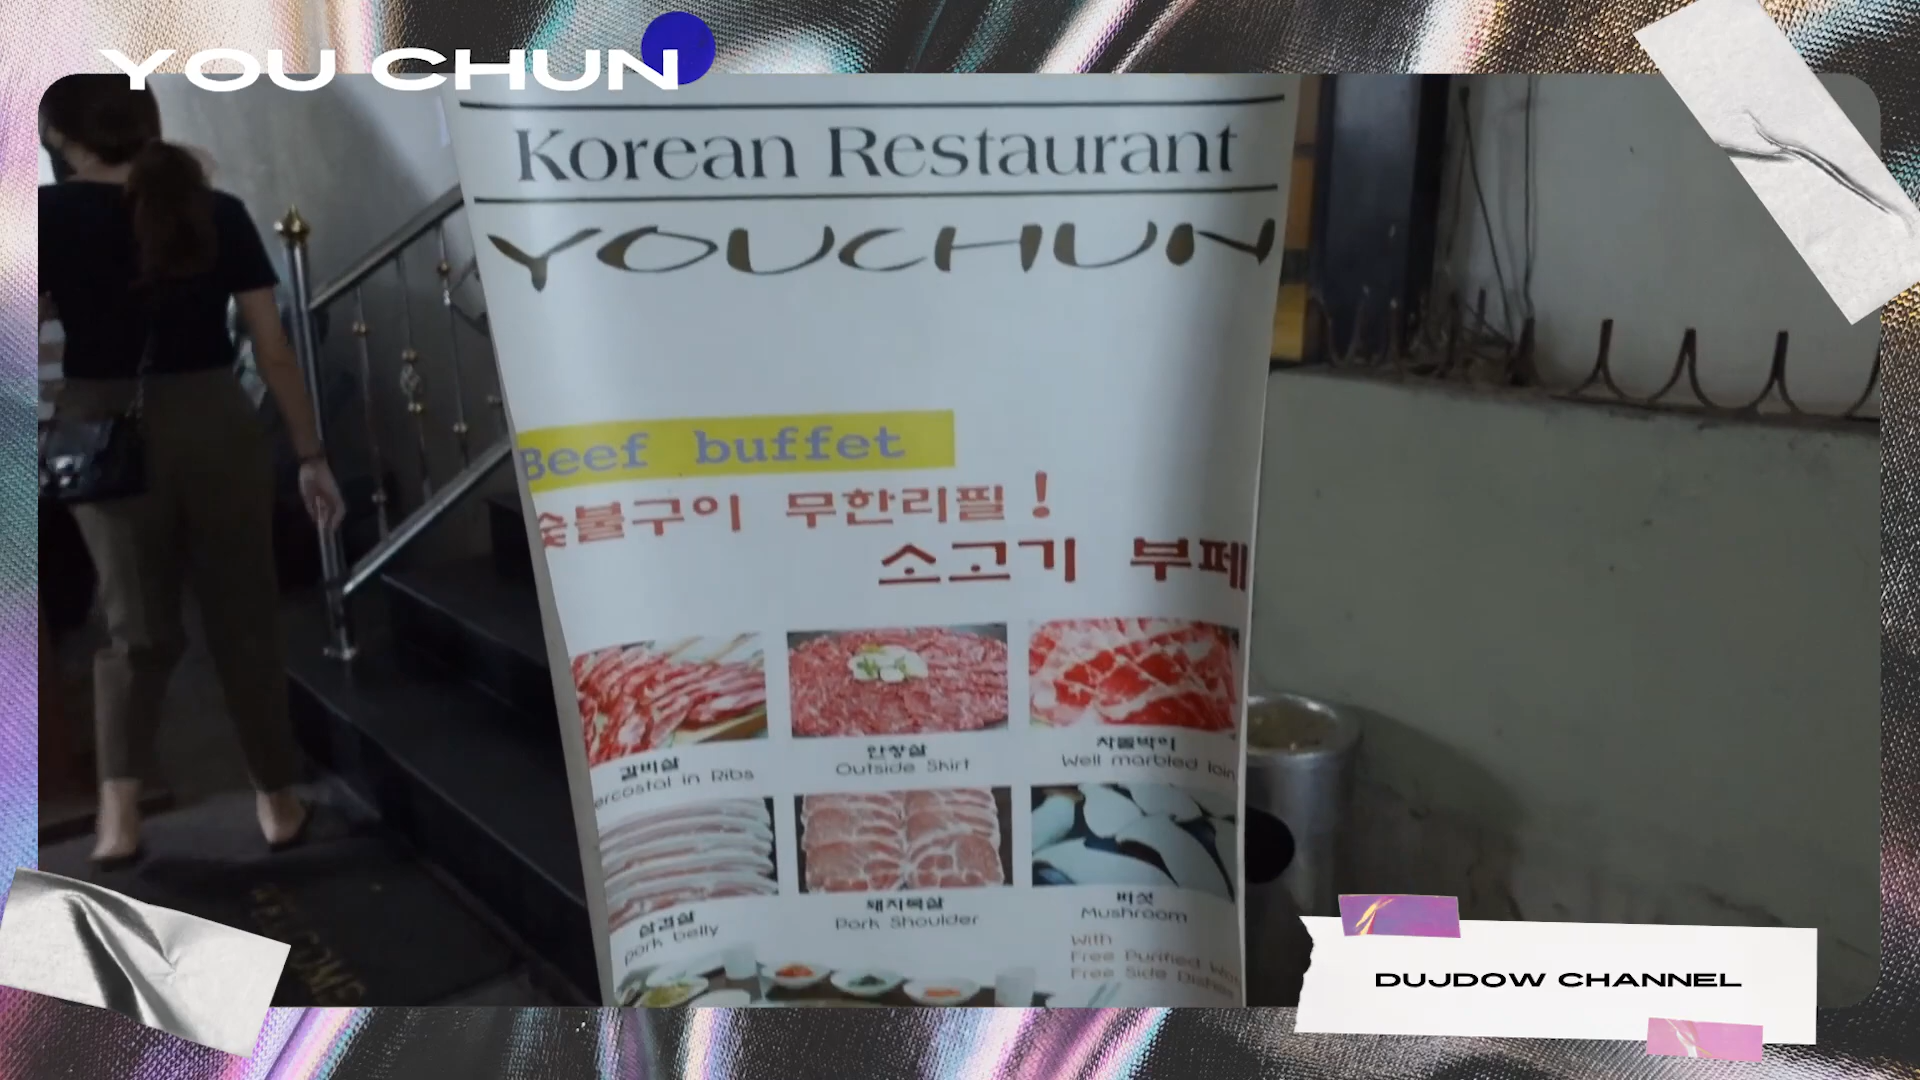 YOU CHUN
Korean Restaurant
YOUCHUN
Beef buffet
숯불구이 무한리필!
소고기 부페
갈비살
in Ribs
안창살
Outside Skirt
차돌박이
Well marbled loin
삼겹살
pork belly
돼지목살
Pork Shoulder
버섯
Mushroom
With
Free Purified
Free Side Dishes
DUJDOW CHANNEL